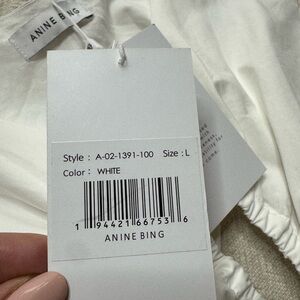 ANINE BING
Style : A-02-1391-100 Size : L
Color : WHITE
1 94421 66753 6
ANINE BING